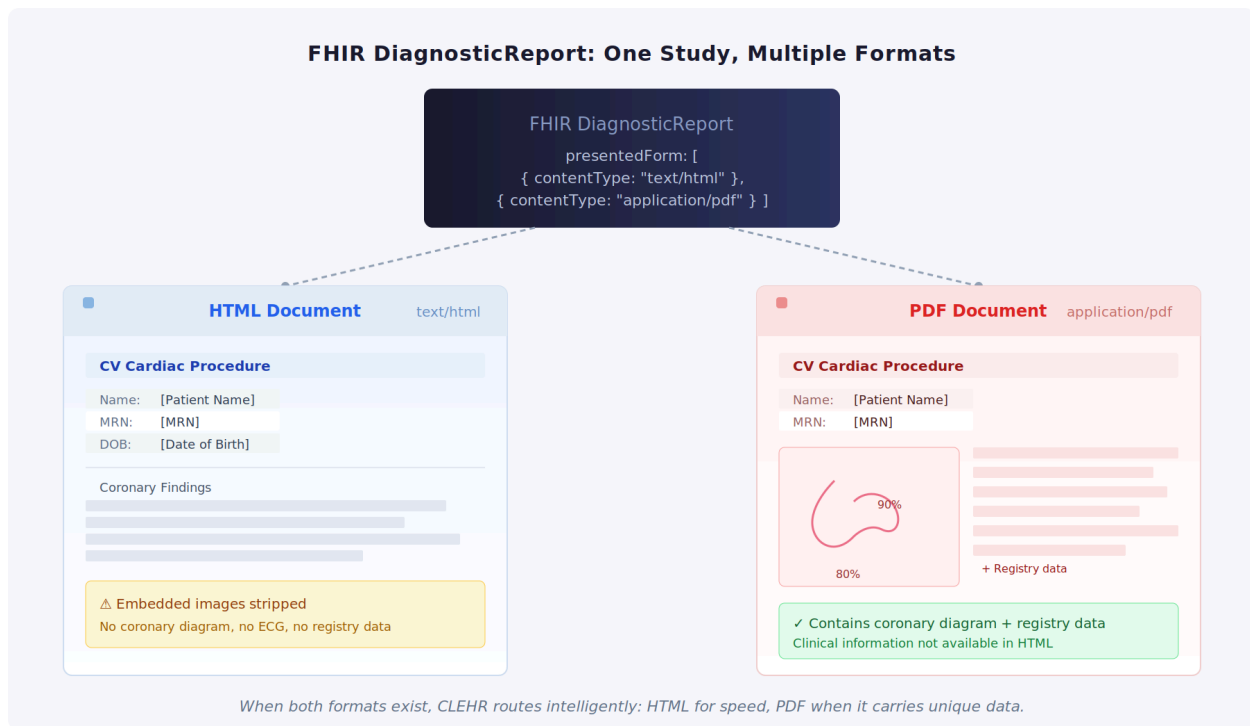 FHIR DiagnosticReport: One Study, Multiple Formats
FHIR DiagnosticReport
presentedForm: [
{ contentType: "text/html" },
{ contentType: "application/pdf" } ]
HTML Document text/html
CV Cardiac Procedure
Name: [Patient Name]
MRN: [MRN]
DOB: [Date of Birth]
Coronary Findings
⚠ Embedded images stripped
No coronary diagram, no ECG, no registry data
PDF Document application/pdf
CV Cardiac Procedure
Name: [Patient Name]
MRN: [MRN]
90%
80%
+ Registry data
✓ Contains coronary diagram + registry data
Clinical information not available in HTML
When both formats exist, CLEHR routes intelligently: HTML for speed, PDF when it carries unique data.